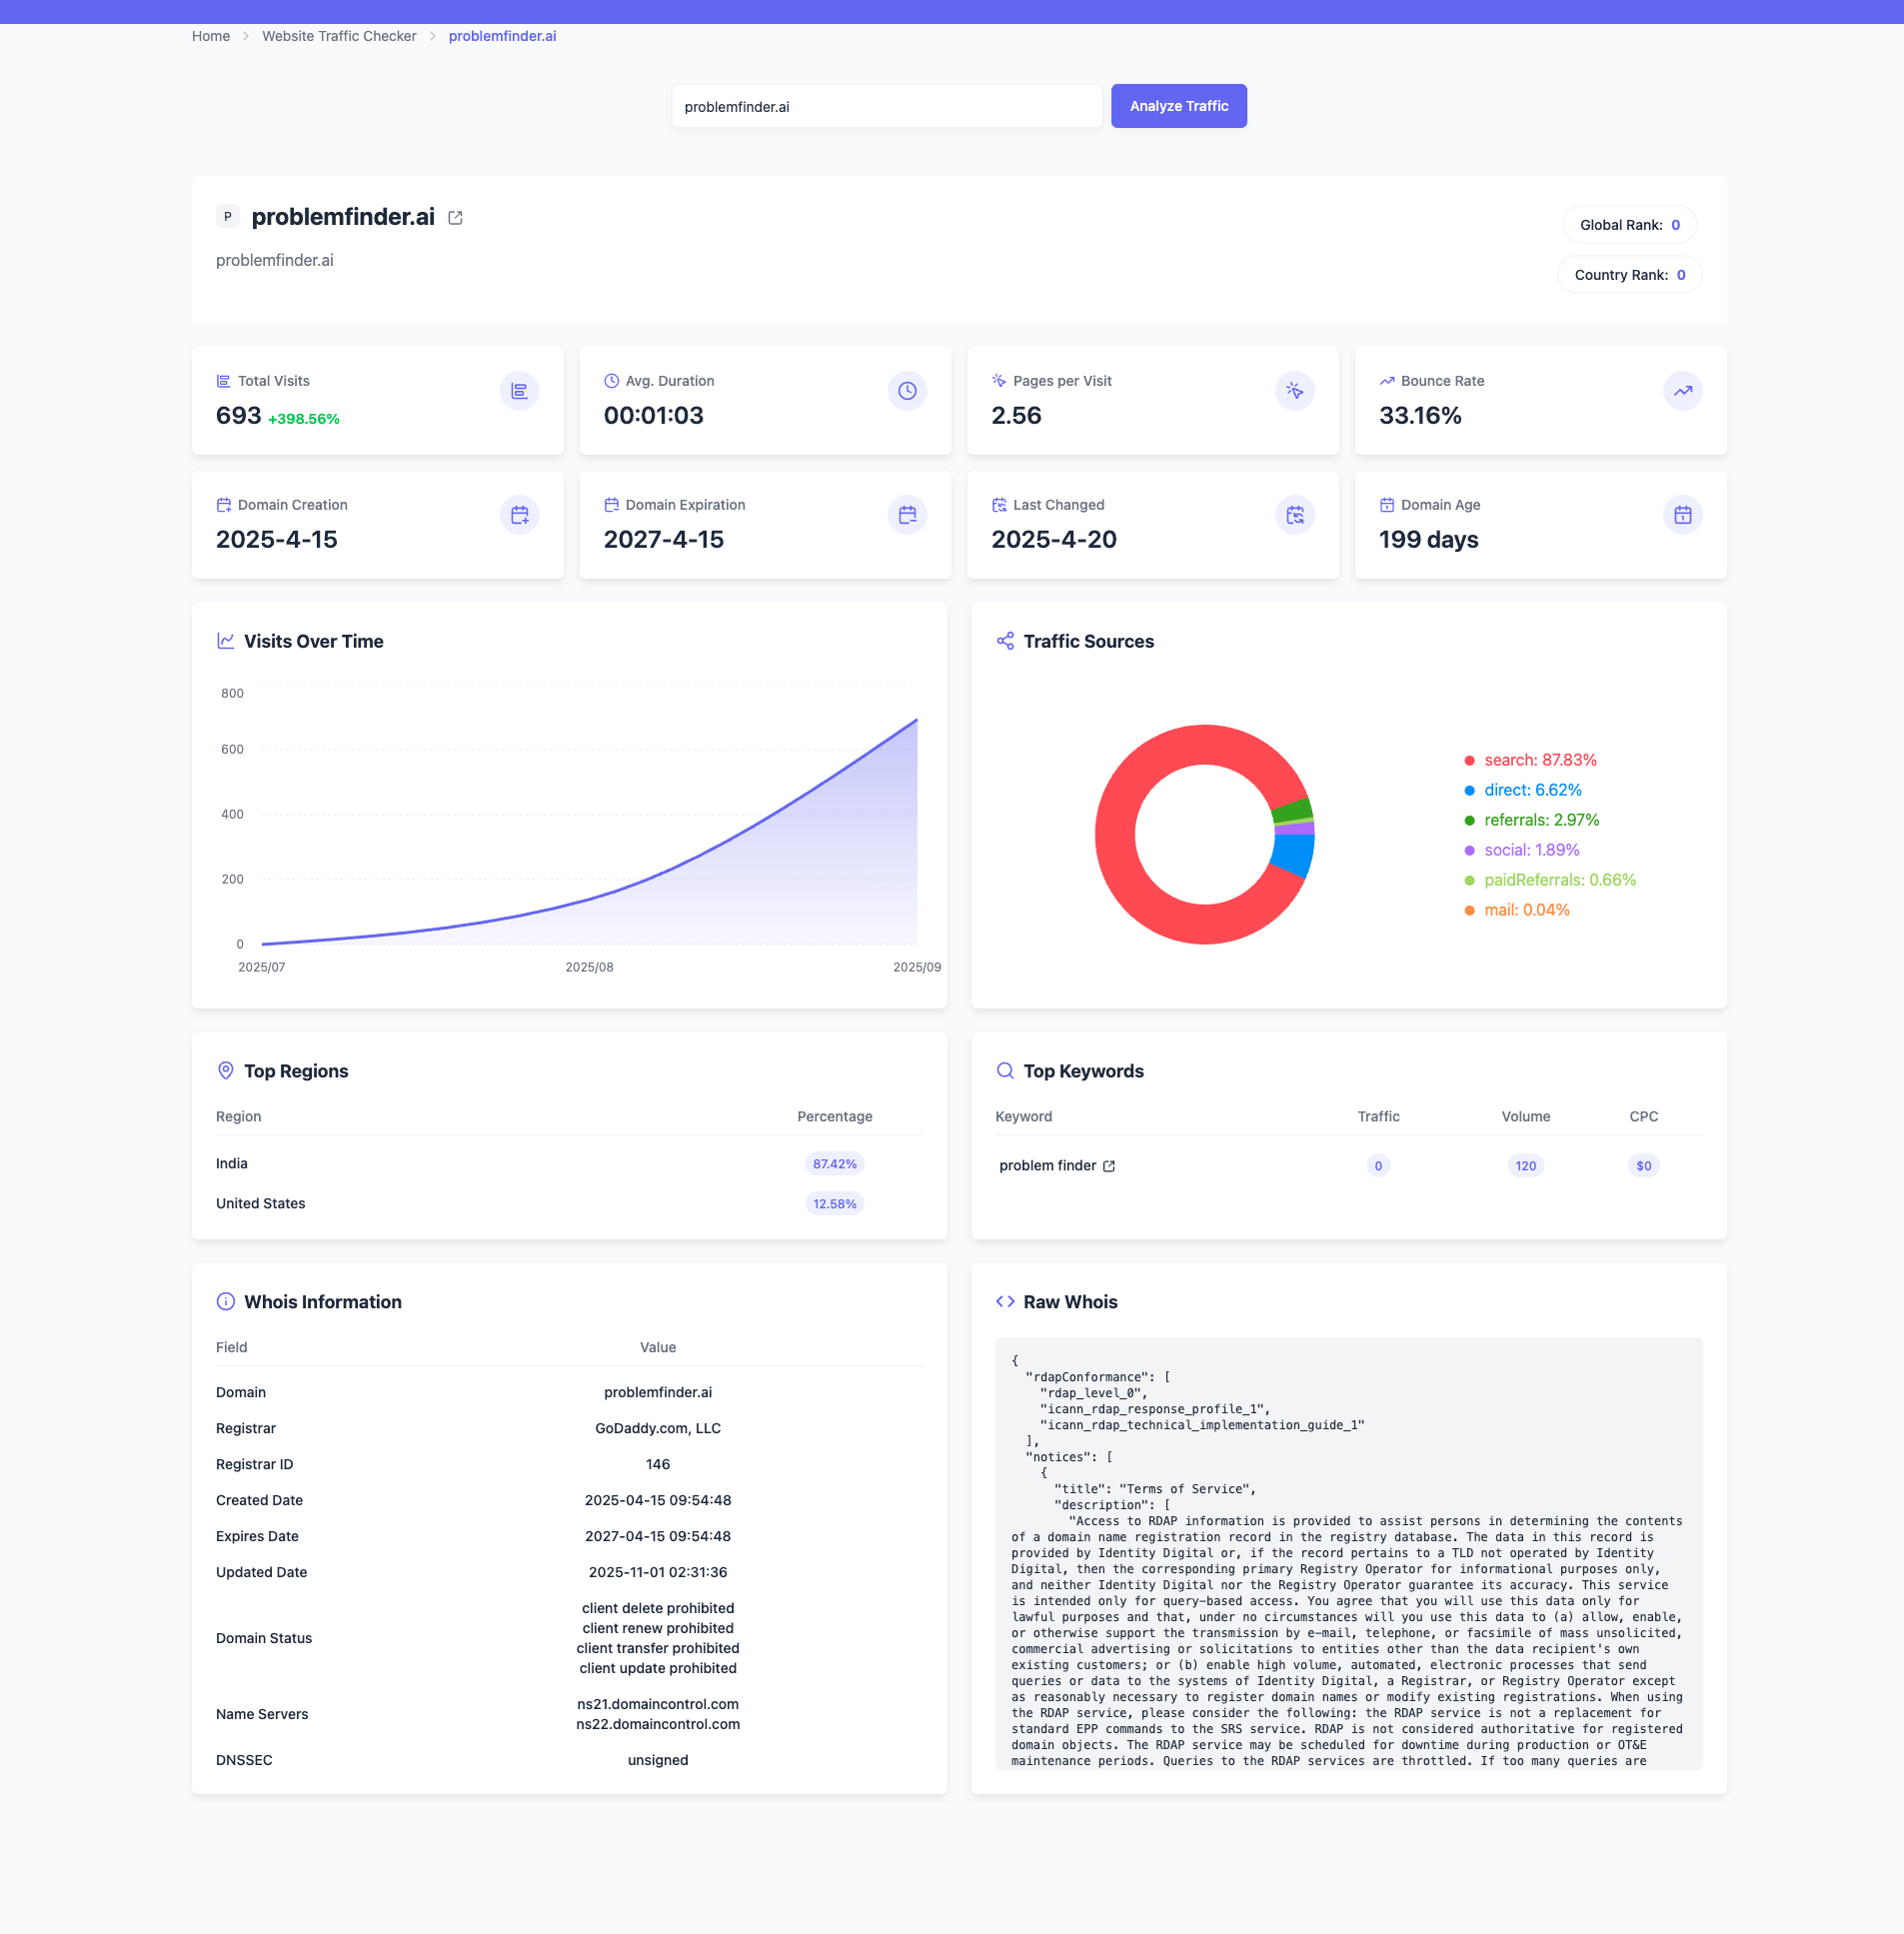 Home > Website Traffic Checker > problemfinder.ai
problemfinder.ai
Analyze Traffic
P problemfinder.ai
problemfinder.ai
Global Rank: 0
Country Rank: 0
Total Visits
693 +398.56%
Avg. Duration
00:01:03
Pages per Visit
2.56
Bounce Rate
33.16%
Domain Creation
2025-4-15
Domain Expiration
2027-4-15
Last Changed
2025-4-20
Domain Age
199 days
Visits Over Time
800
600
400
200
0
2025/07 2025/08 2025/09
Traffic Sources
search: 87.83%
direct: 6.62%
referrals: 2.97%
social: 1.89%
paidReferrals: 0.66%
mail: 0.04%
Top Regions
Region Percentage
India 87.42%
United States 12.58%
Top Keywords
Keyword Traffic Volume CPC
problem finder 0 120 $0
Whois Information
Field Value
Domain problemfinder.ai
Registrar GoDaddy.com, LLC
Registrar ID 146
Created Date 2025-04-15 09:54:48
Expires Date 2027-04-15 09:54:48
Updated Date 2025-11-01 02:31:36
Domain Status
client delete prohibited
client renew prohibited
client transfer prohibited
client update prohibited
Name Servers
ns21.domaincontrol.com
ns22.domaincontrol.com
DNSSEC unsigned
Raw Whois
{
"rdapConformance": [
"rdap_level_0",
"icann_rdap_response_profile_1",
"icann_rdap_technical_implementation_guide_1"
],
"notices": [
{
"title": "Terms of Service",
"description": [
"Access to RDAP information is provided to assist persons in determining the contents
of a domain name registration record in the registry database. The data in this record is
provided by Identity Digital or, if the record pertains to a TLD not operated by Identity
Digital, then the corresponding primary Registry Operator for informational purposes only,
and neither Identity Digital nor the Registry Operator guarantee its accuracy. This service
is intended only for query-based access. You agree that you will use this data only for
lawful purposes and that, under no circumstances will you use this data to (a) allow, enable,
or otherwise support the transmission by e-mail, telephone, or facsimile of mass unsolicited,
commercial advertising or solicitations to entities other than the data recipient's own
existing customers; or (b) enable high volume, automated, electronic processes that send
queries or data to the systems of Identity Digital, a Registrar, or Registry Operator except
as reasonably necessary to register domain names or modify existing registrations. When using
the RDAP service, please consider the following: the RDAP service is not a replacement for
standard EPP commands to the SRS service. RDAP is not considered authoritative for registered
domain objects. The RDAP service may be scheduled for downtime during production or OT&E
maintenance periods. Queries to the RDAP services are throttled. If too many queries are